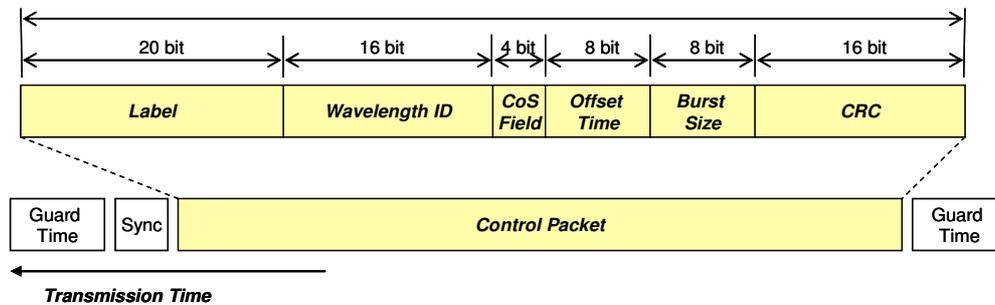 20 bit
16 bit
4 bit
8 bit
8 bit
16 bit
Label
Wavelength ID
CoS
Field
Offset
Time
Burst
Size
CRC
Guard
Time
Sync
Control Packet
Guard
Time
Transmission Time